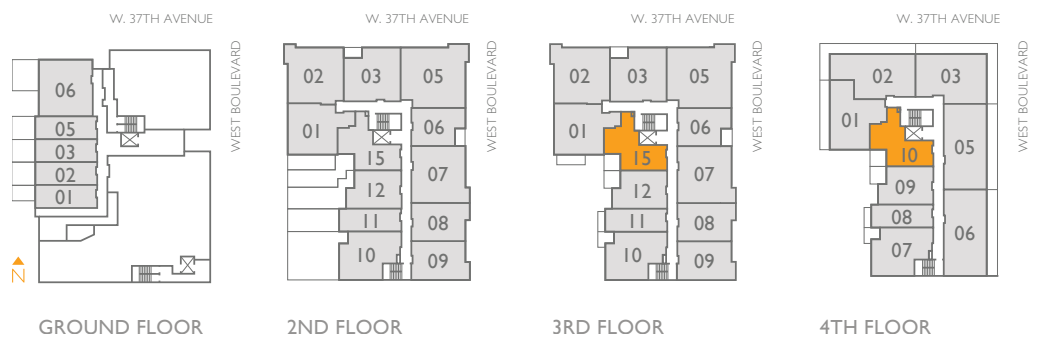 W. 37TH AVENUE
WEST BOULEVARD
06
05
03
02
01
N
GROUND FLOOR
W. 37TH AVENUE
WEST BOULEVARD
02
03
05
01
06
15
07
12
11
08
10
09
2ND FLOOR
W. 37TH AVENUE
WEST BOULEVARD
02
03
05
01
06
15
07
12
11
08
10
09
3RD FLOOR
W. 37TH AVENUE
WEST BOULEVARD
02
03
01
05
10
09
08
06
07
4TH FLOOR